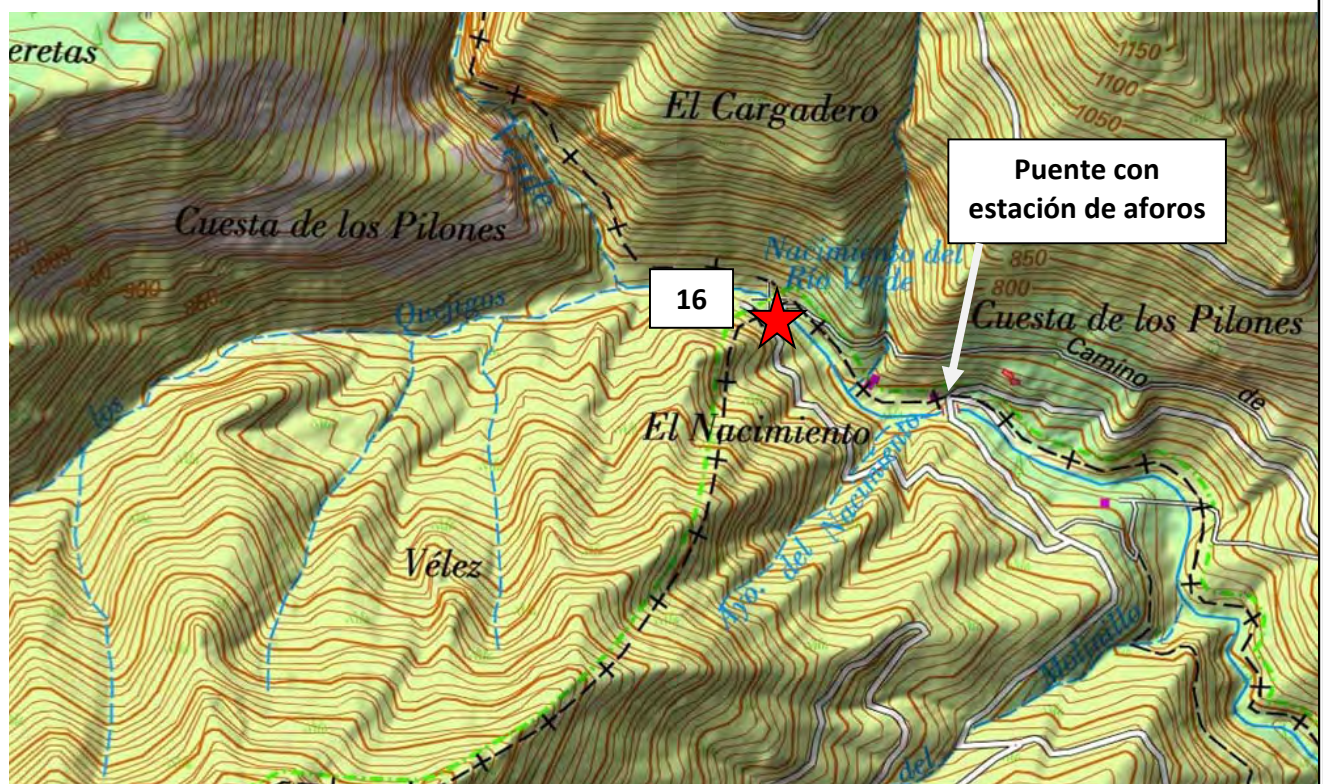 eretas
1150
1100
1050
El Cargadero
Puente con
estación de aforos
Verde
Cuesta de los Pilones
Nacimiento del
Río Verde
850
800
16
Quejigos
los
Cuesta de los Pilones
Camino
de
El Nacimiento
Ayo. del Nacimiento
Vélez
Molinillo
del